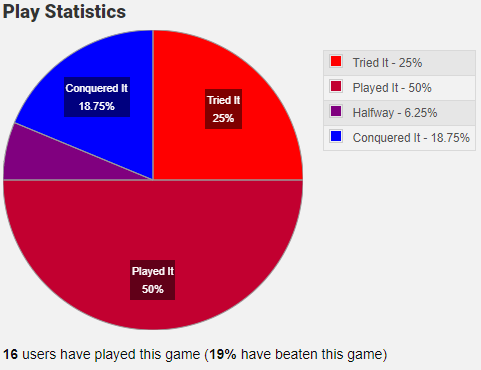 Play Statistics
Conquered It
18.75%
Tried It
25%
Played It
50%
Tried It - 25%
Played It - 50%
Halfway - 6.25%
Conquered It - 18.75%
16 users have played this game (19% have beaten this game)